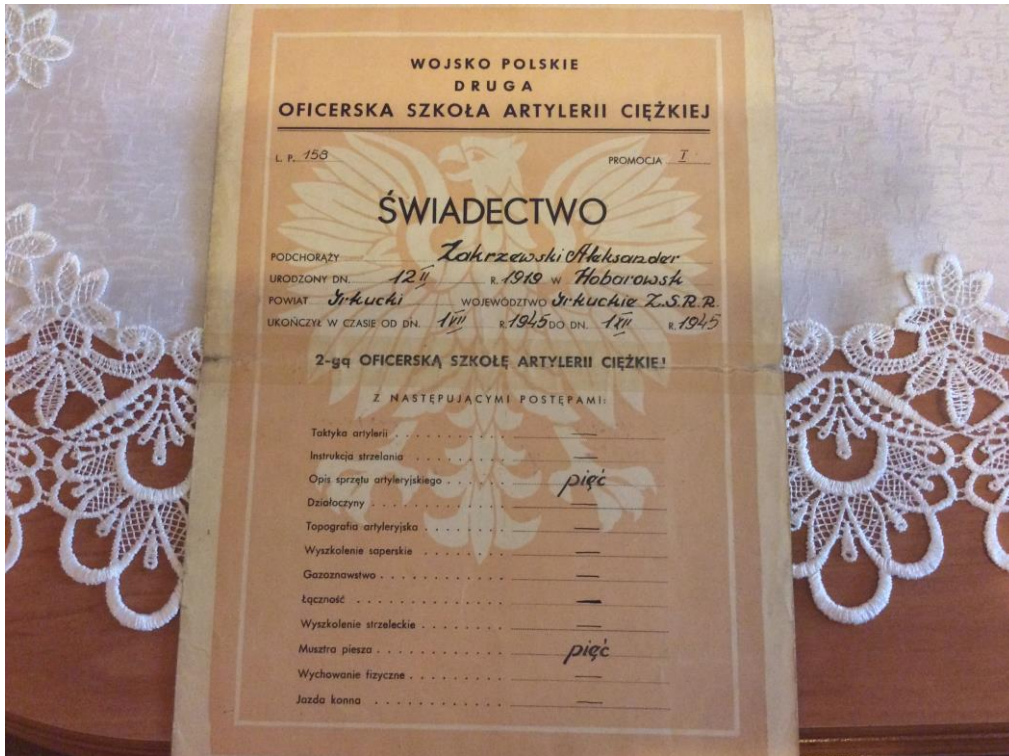 WOJSKO POLSKIE
DRUGA
OFICERSKA SZKOŁA ARTYLERII CIĘŻKIEJ
L. P. 158 PROMOCJA I
ŚWIADECTWO
PODCHORĄŻY Zakrzewski Aleksander
URODZONY DN. 12 II R. 1919 W Hoborowsk
POWIAT Irkucki WOJEWÓDZTWO Irkuckie Z.S.R.R.
UKOŃCZYŁ W CZASIE OD DN. 1 VII R. 1945 DO DN. 1 XII R. 1945
2-gą OFICERSKĄ SZKOŁĘ ARTYLERII CIĘŻKIEJ
Z NASTĘPUJĄCYMI POSTĘPAMI:
Taktyka artylerii . . . . . . . . . . —
Instrukcja strzelania . . . . . . . . . —
Opis sprzętu artyleryjskiego . . . . . . pięć
Działoczyny . . . . . . . . . . . . —
Topografia artyleryjska . . . . . . . . —
Wyszkolenie saperskie . . . . . . . . —
Gazoznawstwo . . . . . . . . . . . . —
Łączność . . . . . . . . . . . . . —
Wyszkolenie strzeleckie . . . . . . . . —
Musztra piesza . . . . . . . . . . . pięć
Wychowanie fizyczne . . . . . . . . . —
Jazda konna . . . . . . . . . . . . —